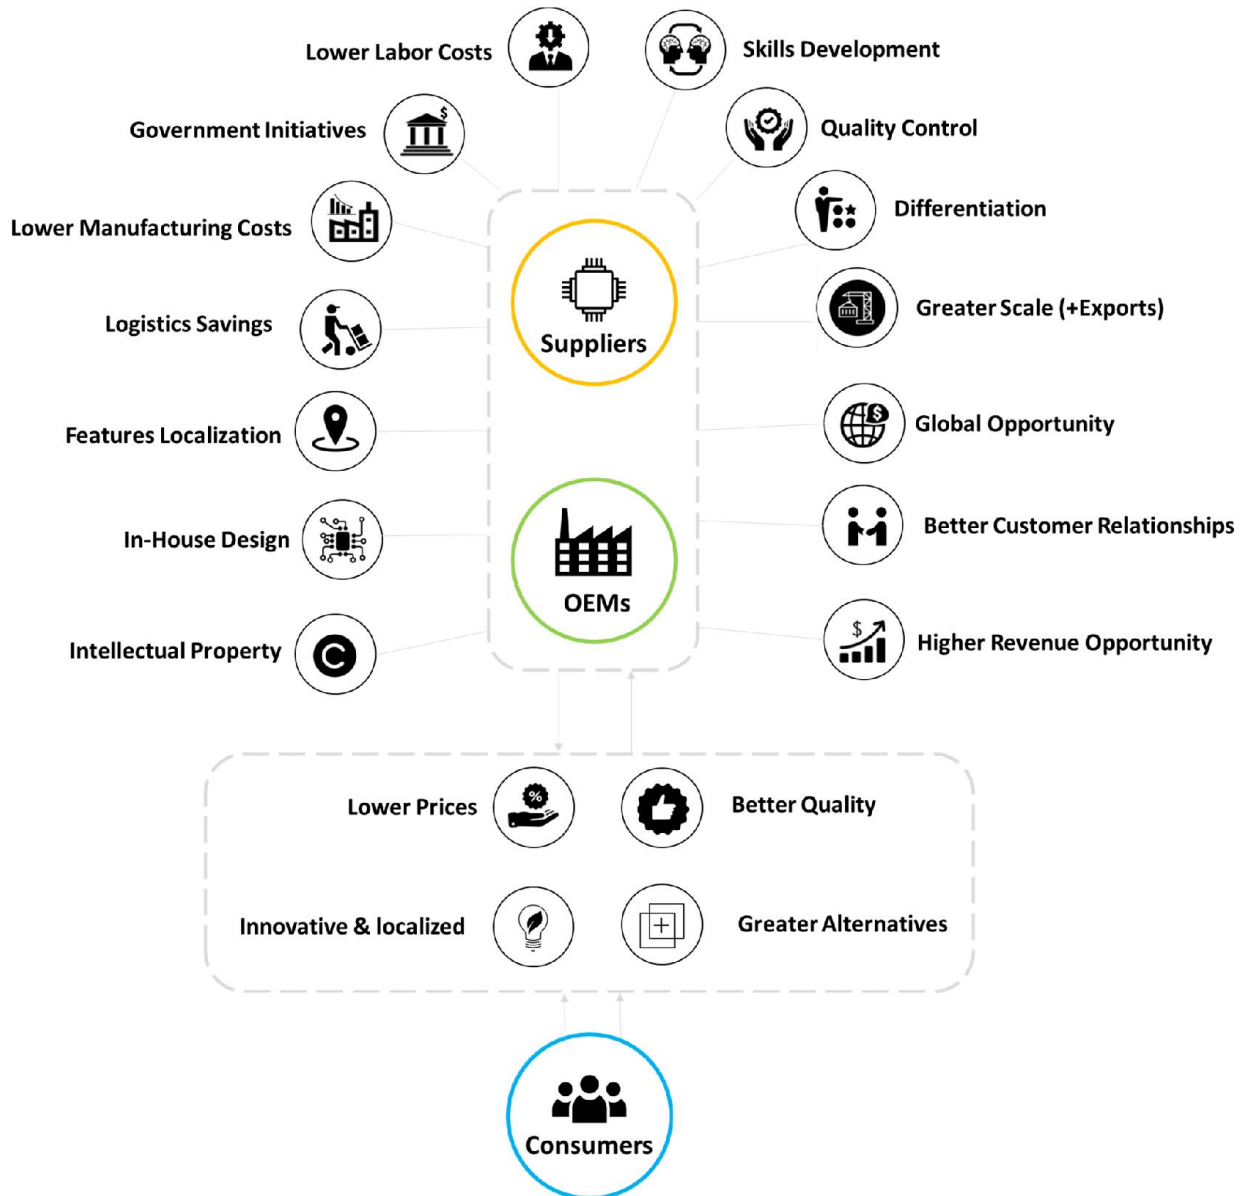 Lower Labor Costs
Skills Development
Government Initiatives
$
Quality Control
Lower Manufacturing Costs
Differentiation
Logistics Savings
Suppliers
Greater Scale (+Exports)
Features Localization
$
Global Opportunity
In-House Design
Better Customer Relationships
OEMs
Intellectual Property
C
$
Higher Revenue Opportunity
Lower Prices
%
Better Quality
Innovative & localized
Greater Alternatives
Consumers